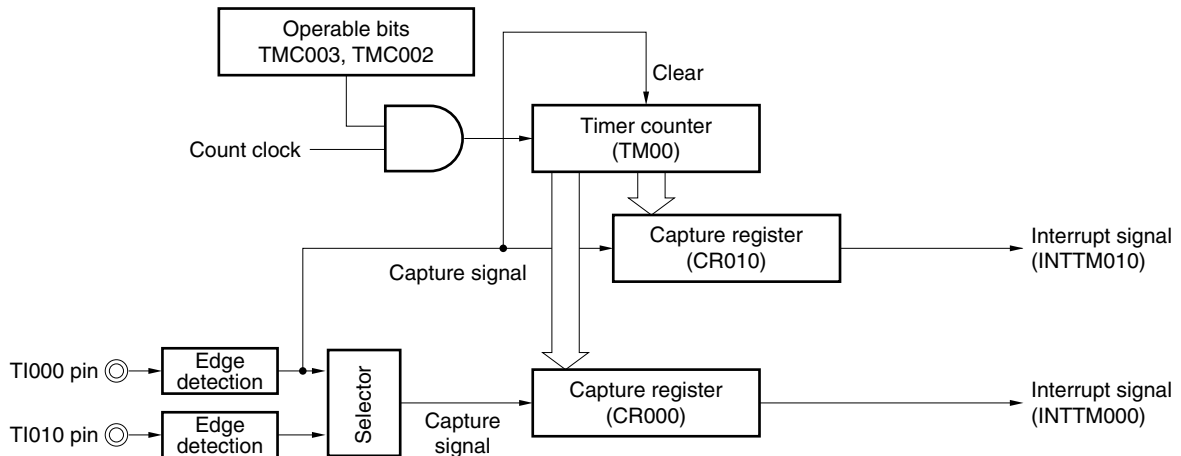 Operable bits
TMC003, TMC002
Clear
Timer counter
(TM00)
Count clock
Capture register
(CR010)
Interrupt signal
(INTTM010)
Capture signal
TI000 pin
Edge
detection
Selector
Capture register
(CR000)
Interrupt signal
(INTTM000)
TI010 pin
Edge
detection
Capture
signal